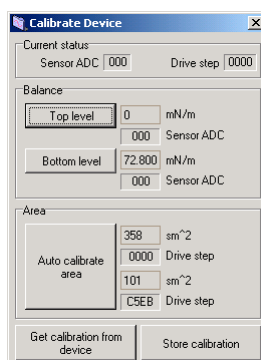 Calibrate Device
Current status
Sensor ADC 000 Drive step 0000
Balance
Top level 0 mN/m
000 Sensor ADC
Bottom level 72.800 mN/m
000 Sensor ADC
Area
358 sm^2
Auto calibrate area 0000 Drive step
101 sm^2
C5EB Drive step
Get calibration from device
Store calibration